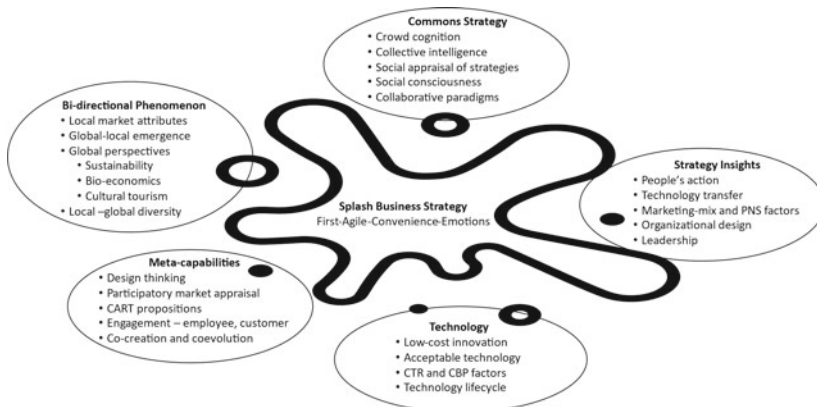 Commons Strategy
• Crowd cognition
• Collective intelligence
• Social appraisal of strategies
• Social consciousness
• Collaborative paradigms
Bi-directional Phenomenon
• Local market attributes
• Global-local emergence
• Global perspectives
• Sustainability
• Bio-economics
• Cultural tourism
• Local –global diversity
Splash Business Strategy
First-Agile-Convenience-Emotions
Strategy Insights
• People's action
• Technology transfer
• Marketing-mix and PNS factors
• Organizational design
• Leadership
Meta-capabilities
• Design thinking
• Participatory market appraisal
• CART propositions
• Engagement – employee, customer
• Co-creation and coevolution
Technology
• Low-cost innovation
• Acceptable technology
• CTR and CBP factors
• Technology lifecycle